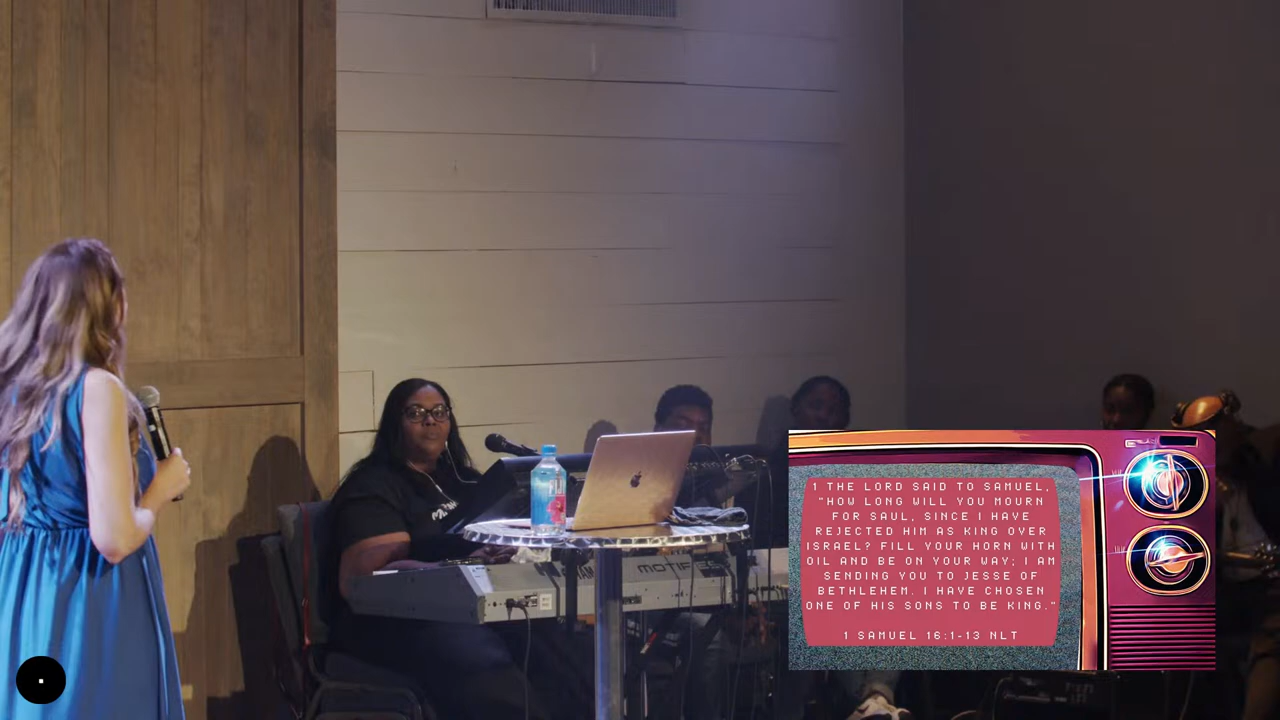 1 THE LORD SAID TO SAMUEL,
"HOW LONG WILL YOU MOURN
FOR SAUL, SINCE I HAVE
REJECTED HIM AS KING OVER
ISRAEL? FILL YOUR HORN WITH
OIL AND BE ON YOUR WAY; I AM
SENDING YOU TO JESSE OF
BETHLEHEM. I HAVE CHOSEN
ONE OF HIS SONS TO BE KING."
1 SAMUEL 16:1-13 NLT
FIJI
MOTIF